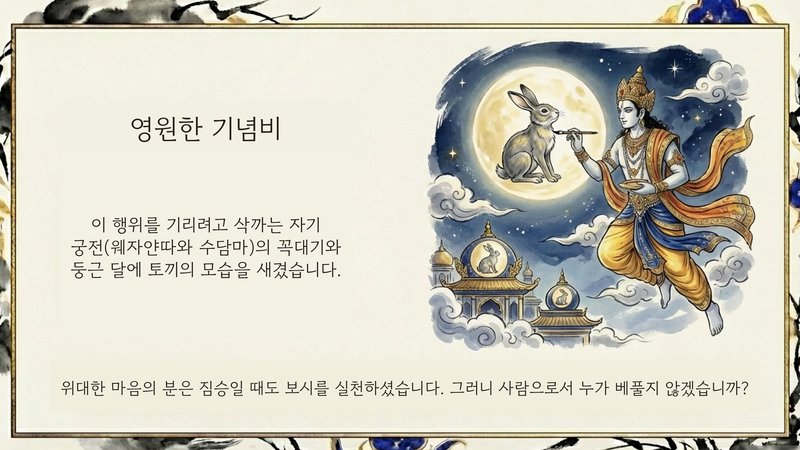 영원한 기념비
이 행위를 기리려고 삭까는 자기
궁전(웨자얀따와 수담마)의 꼭대기와
둥근 달에 토끼의 모습을 새겼습니다.
위대한 마음의 분은 짐승일 때도 보시를 실천하셨습니다. 그러니 사람으로서 누가 베풀지 않겠습니까?